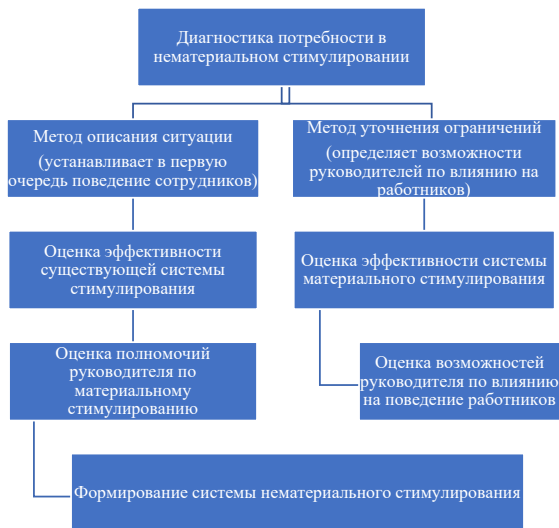 Диагностика потребности в
нематериальном стимулировании
Метод описания ситуации
(устанавливает в первую
очередь поведение сотрудников)
Метод уточнения ограничений
(определяет возможности
руководителей по влиянию на
работников)
Оценка эффективности
существующей системы
стимулирования
Оценка эффективности системы
материального стимулирования
Оценка полномочий
руководителя по
материальному
стимулированию
Оценка возможностей
руководителя по влиянию
на поведение работников
Формирование системы нематериального стимулирования